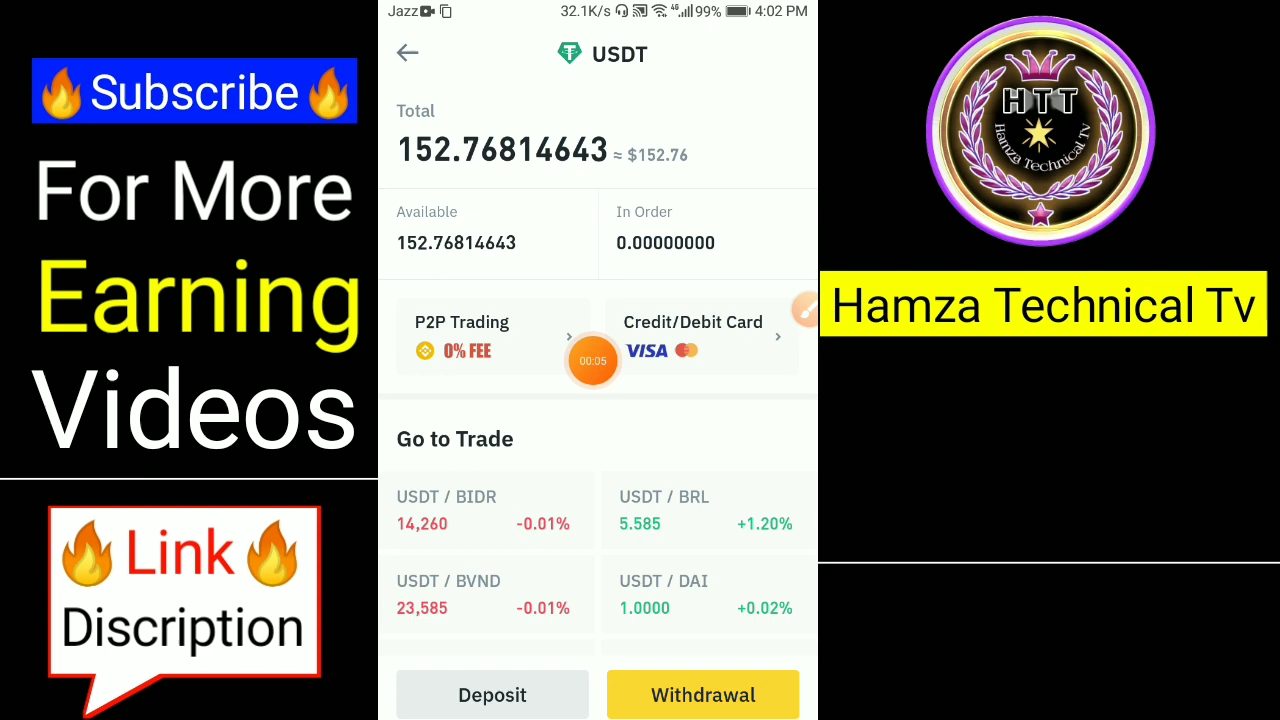 🔥Subscribe🔥
For More
Earning
Videos
🔥Link🔥
Discription
Jazz 32.1K/s 4G 99% 4:02 PM
USDT
Total
152.76814643 ≈ $152.76
Available
152.76814643
In Order
0.00000000
P2P Trading
0% FEE
Credit/Debit Card
VISA
00:05
Go to Trade
USDT / BIDR
14,260 -0.01%
USDT / BRL
5.585 +1.20%
USDT / BVND
23,585 -0.01%
USDT / DAI
1.0000 +0.02%
Deposit
Withdrawal
HTT
Hamza Technical Tv
Hamza Technical Tv